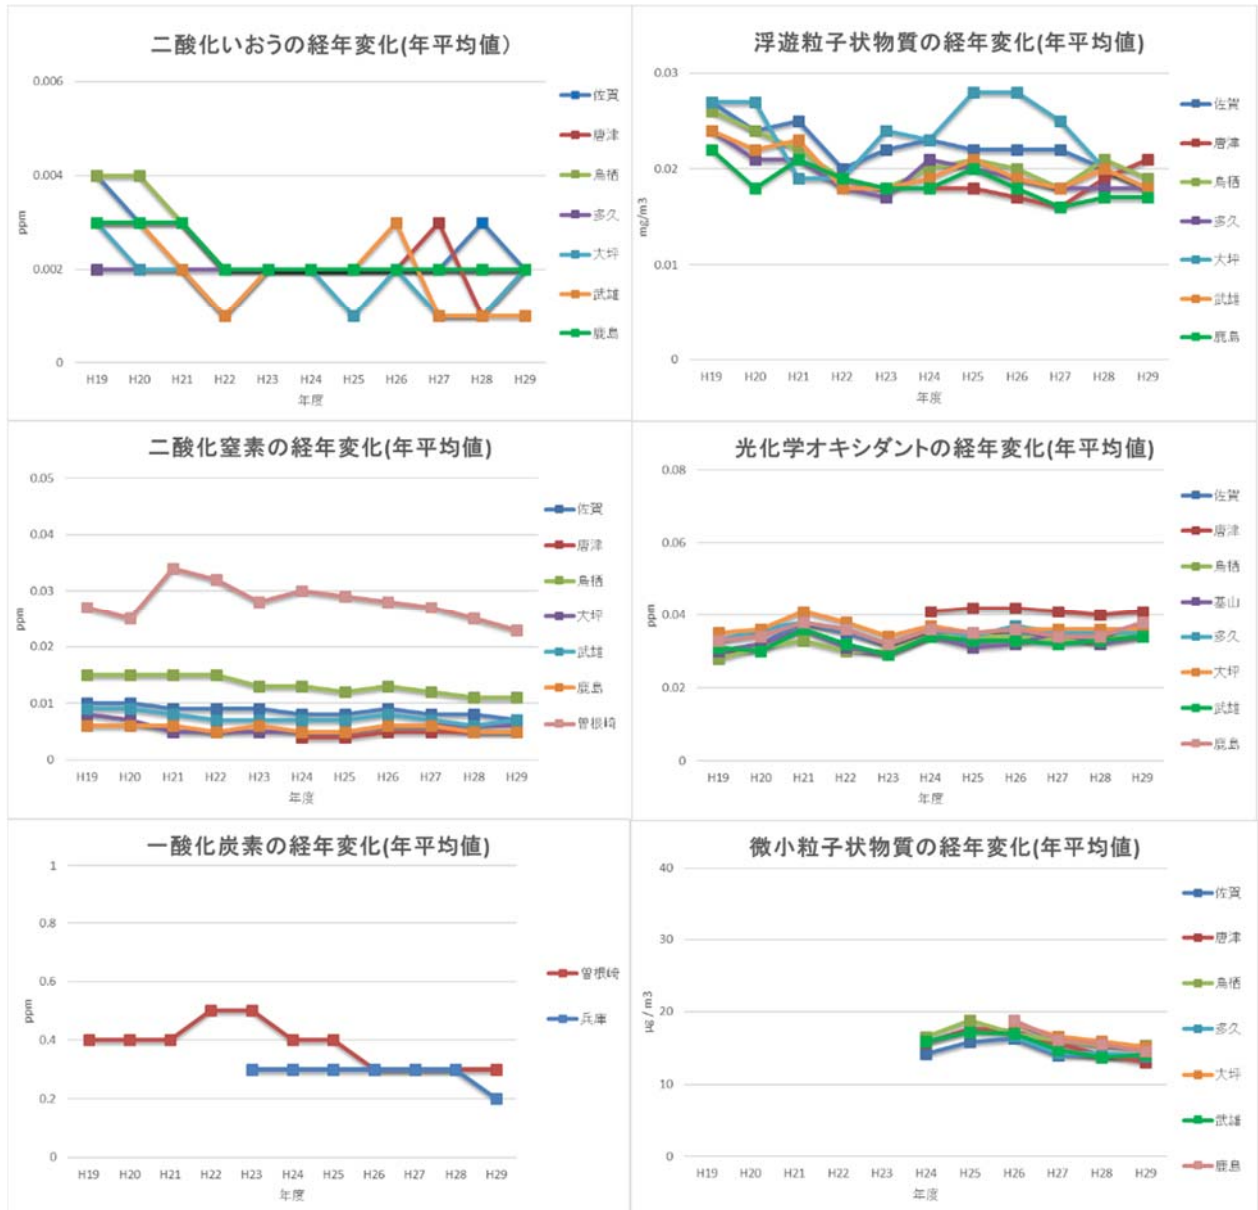 二酸化いおうの経年変化(年平均値)
0.006
0.004
0.002
0
ppm
H19 H20 H21 H22 H23 H24 H25 H26 H27 H28 H29
年度
佐賀
唐津
鳥栖
多久
大坪
武雄
鹿島
浮遊粒子状物質の経年変化(年平均値)
0.03
0.02
0.01
0
mg/m3
H19 H20 H21 H22 H23 H24 H25 H26 H27 H28 H29
年度
佐賀
唐津
鳥栖
多久
大坪
武雄
鹿島
二酸化窒素の経年変化(年平均値)
0.05
0.04
0.03
0.02
0.01
0
ppm
H19 H20 H21 H22 H23 H24 H25 H26 H27 H28 H29
年度
佐賀
唐津
鳥栖
大坪
武雄
鹿島
曽根崎
光化学オキシダントの経年変化(年平均値)
0.08
0.06
0.04
0.02
0
ppm
H19 H20 H21 H22 H23 H24 H25 H26 H27 H28 H29
年度
佐賀
唐津
鳥栖
基山
多久
大坪
武雄
鹿島
一酸化炭素の経年変化(年平均値)
1
0.8
0.6
0.4
0.2
0
ppm
H19 H20 H21 H22 H23 H24 H25 H26 H27 H28 H29
年度
曽根崎
兵庫
微小粒子状物質の経年変化(年平均値)
40
30
20
10
0
μg / m3
H19 H20 H21 H22 H23 H24 H25 H26 H27 H28 H29
年度
佐賀
唐津
鳥栖
多久
大坪
武雄
鹿島